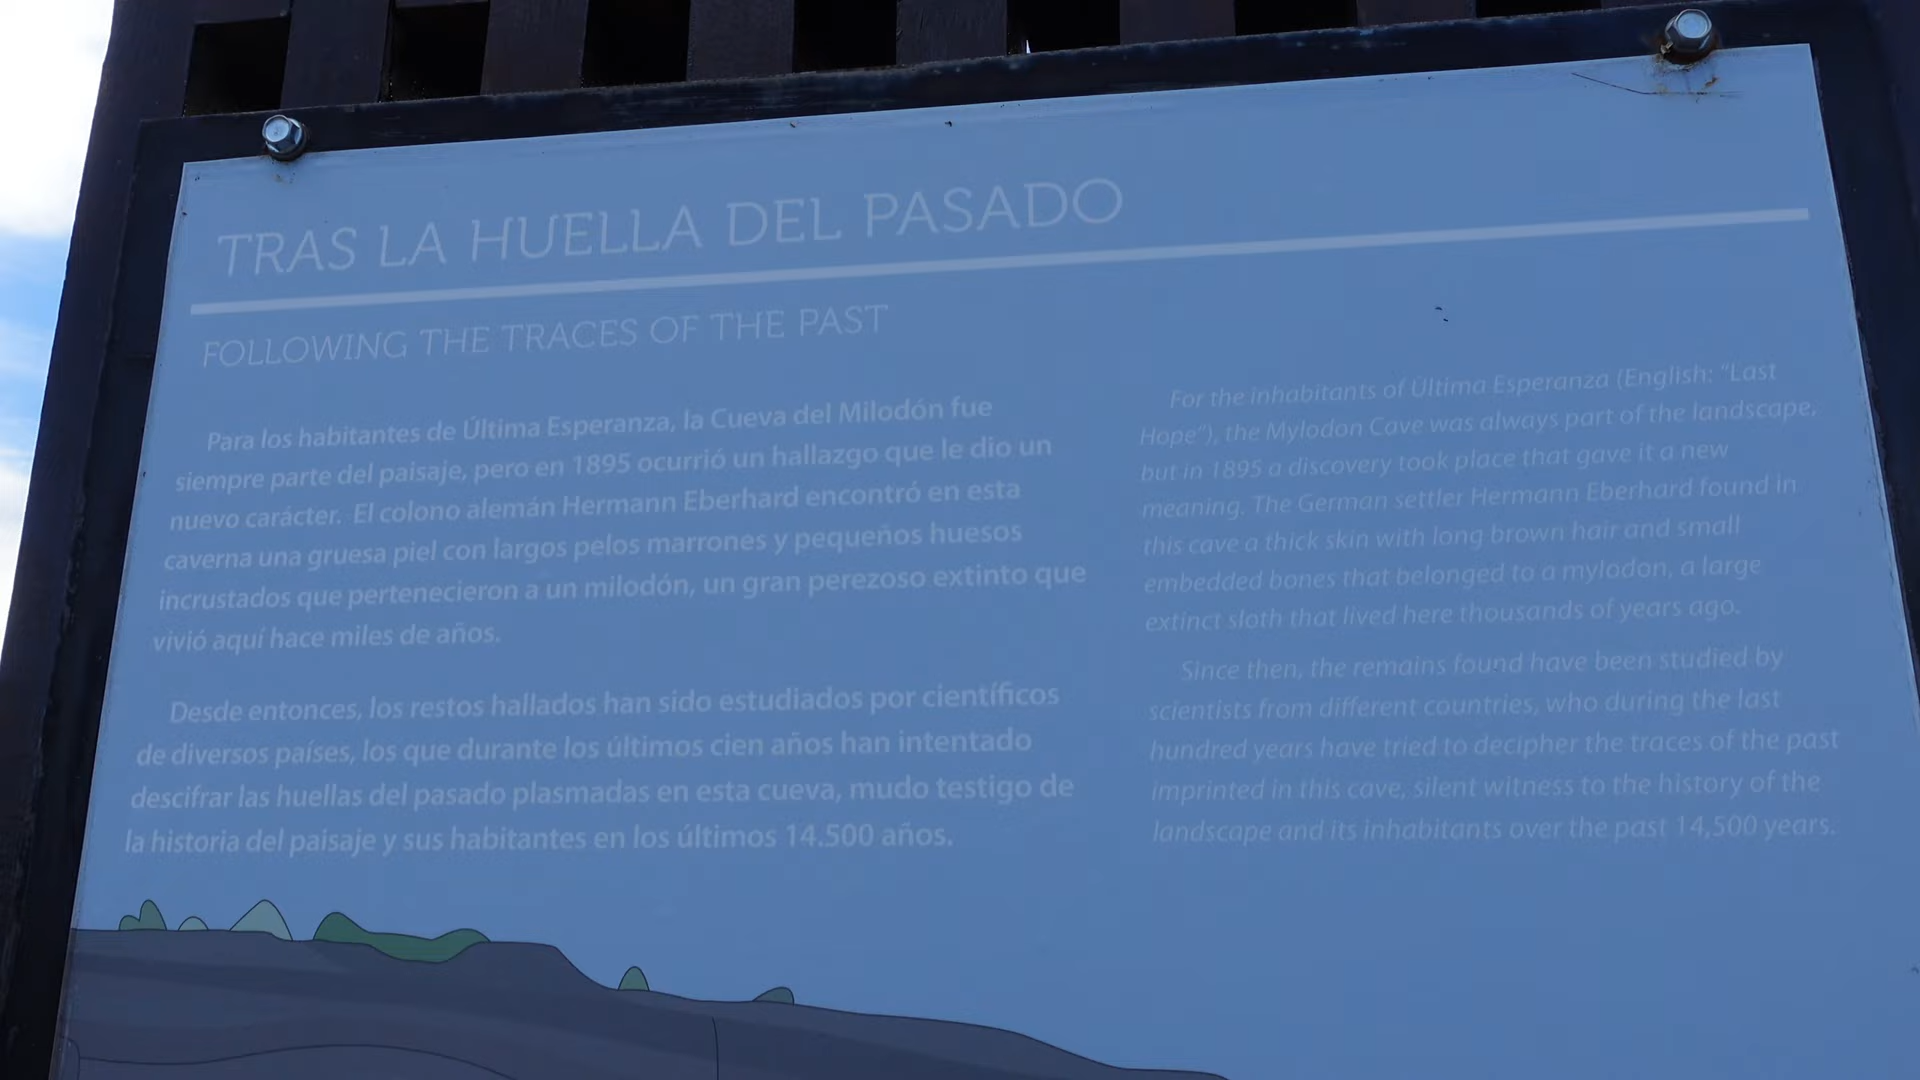 TRAS LA HUELLA DEL PASADO
FOLLOWING THE TRACES OF THE PAST
Para los habitantes de Última Esperanza, la Cueva del Milodón fue
siempre parte del paisaje, pero en 1895 ocurrió un hallazgo que le dio un
nuevo carácter. El colono alemán Hermann Eberhard encontró en esta
caverna una gruesa piel con largos pelos marrones y pequeños huesos
incrustados que pertenecieron a un milodón, un gran perezoso extinto que
vivió aquí hace miles de años.
Desde entonces, los restos hallados han sido estudiados por científicos
de diversos países, los que durante los últimos cien años han intentado
descifrar las huellas del pasado plasmadas en esta cueva, mudo testigo de
la historia del paisaje y sus habitantes en los últimos 14.500 años.
For the inhabitants of Última Esperanza (English: "Last
Hope"), the Mylodon Cave was always part of the landscape,
but in 1895 a discovery took place that gave it a new
meaning. The German settler Hermann Eberhard found in
this cave a thick skin with long brown hair and small
embedded bones that belonged to a mylodon, a large
extinct sloth that lived here thousands of years ago.
Since then, the remains found have been studied by
scientists from different countries, who during the last
hundred years have tried to decipher the traces of the past
imprinted in this cave, silent witness to the history of the
landscape and its inhabitants over the past 14,500 years.